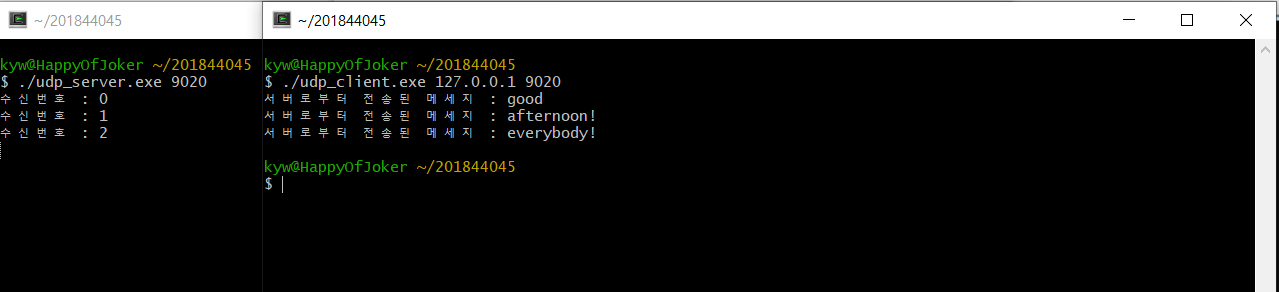 ~/201844045
kyw@HappyOfJoker ~/201844045
$ ./udp_server.exe 9020
수신번호 : 0
수신번호 : 1
수신번호 : 2
~/201844045
kyw@HappyOfJoker ~/201844045
$ ./udp_client.exe 127.0.0.1 9020
서버로부터 전송된 메세지 : good
서버로부터 전송된 메세지 : afternoon!
서버로부터 전송된 메세지 : everybody!
kyw@HappyOfJoker ~/201844045
$